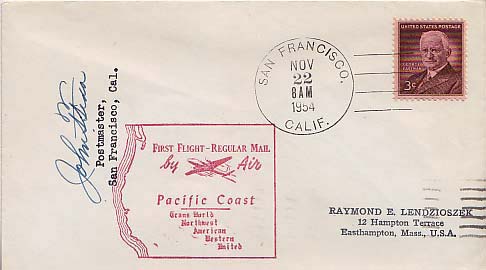 SAN FRANCISCO.
NOV
22
8 AM
1954
CALIF.
UNITED STATES POSTAGE
GEORGE EASTMAN
3¢
Postmaster,
San Francisco, Cal.
FIRST FLIGHT - REGULAR MAIL
by Air
Pacific Coast
Trans World
Northwest
American
Western
United
RAYMOND E. LENDZIOSZEK
12 Hampton Terrace
Easthampton, Mass., U.S.A.